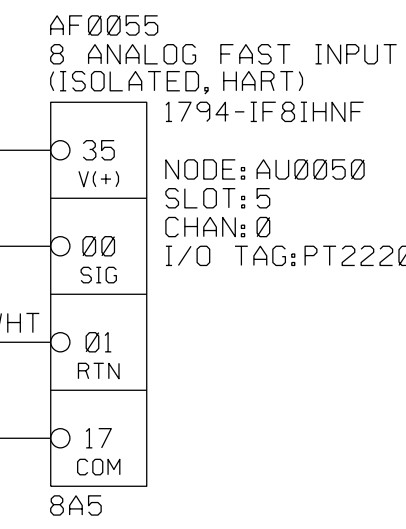 AF0055
8 ANALOG FAST INPUT
(ISOLATED, HART)
1794-IF8IHNF
35
V(+)
NODE:AU0050
SLOT:5
CHAN:0
I/O TAG:
00
SIG
01
RTN
17
COM
8A5